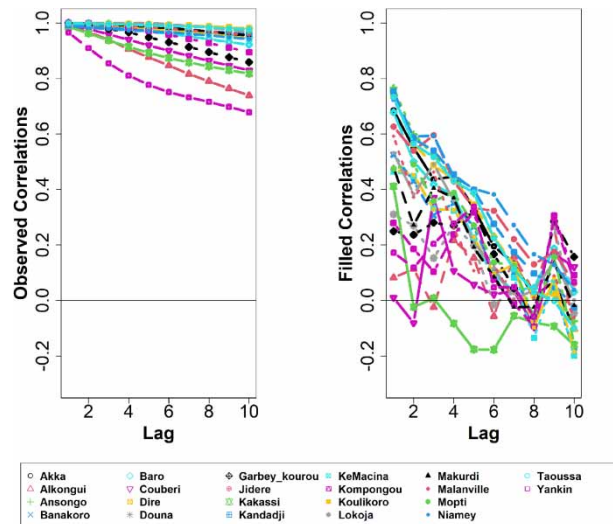 Observed Correlations
1.0
0.8
0.6
0.4
0.2
0.0
-0.2
2 4 6 8 10
Lag
Filled Correlations
1.0
0.8
0.6
0.4
0.2
0.0
-0.2
2 4 6 8 10
Lag
Akka Baro Garbey_kourou KeMacina Makurdi Taoussa
Alkongui Couberi Jidere Kompongou Malanville Yankin
Ansongo Dire Kakassi Koulikoro Mopti
Banakoro Douna Kandadji Lokoja Niamey